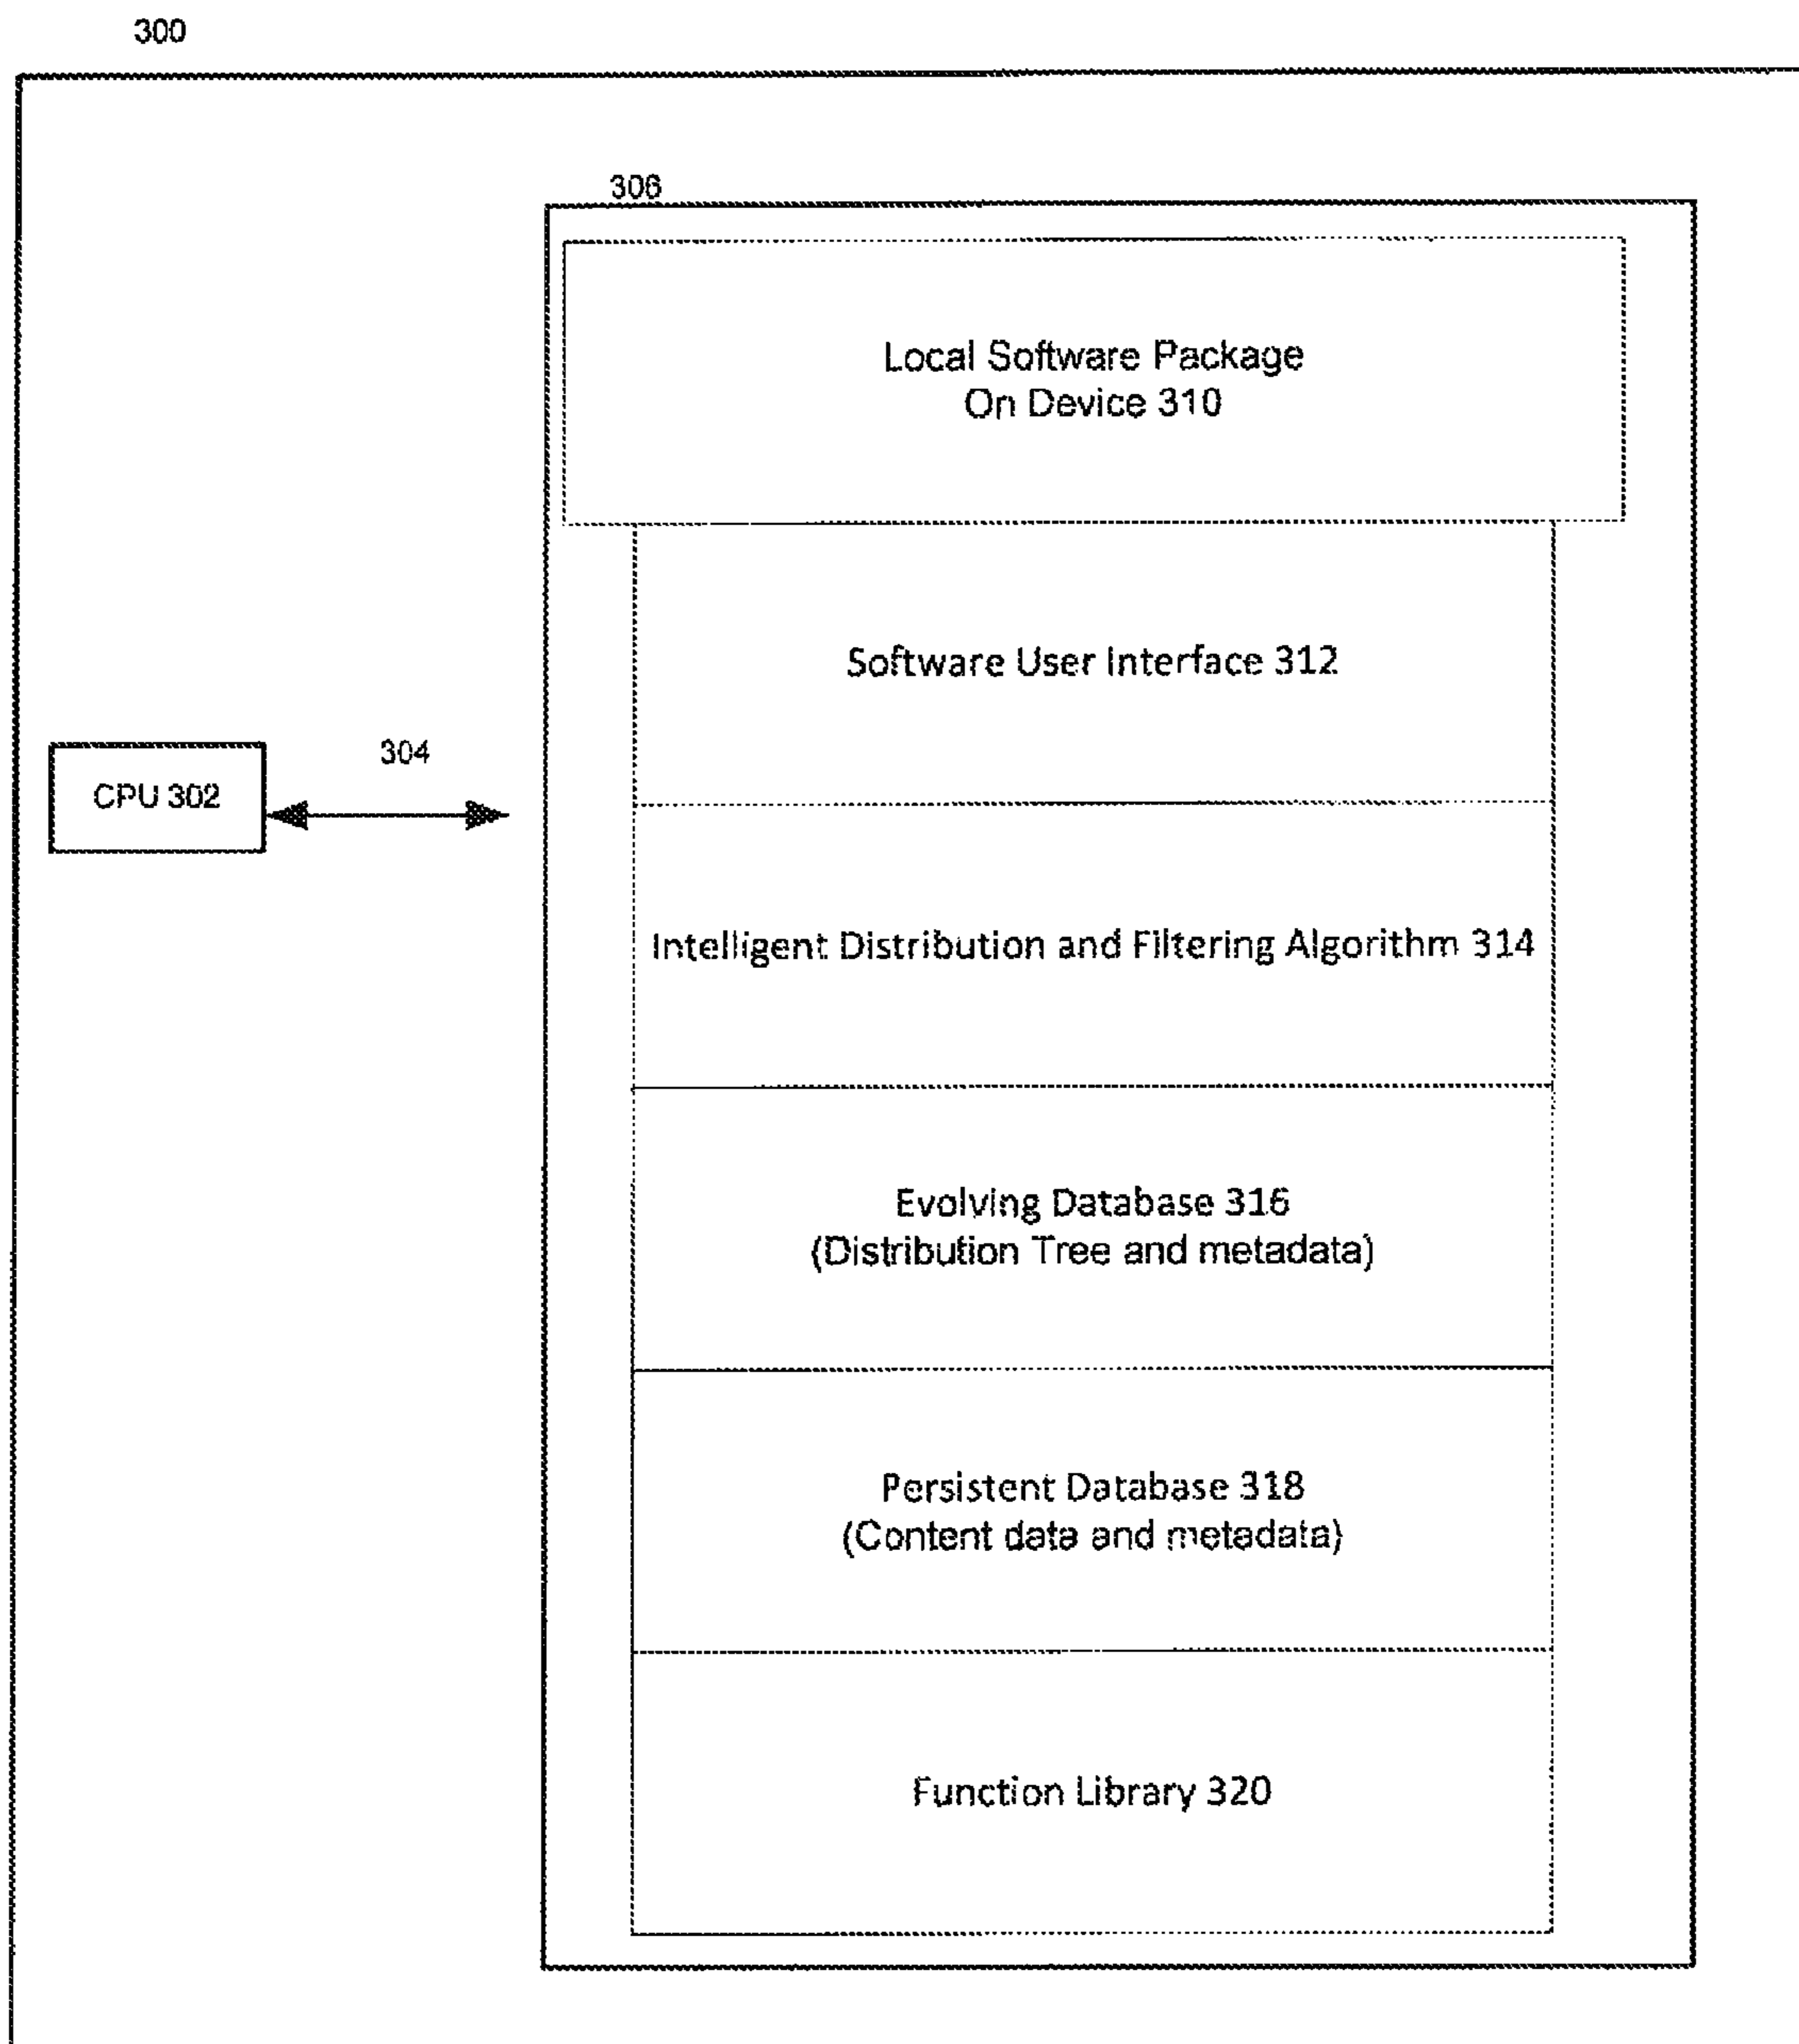 300
306
Local Software Package
On Device 310
Software User Interface 312
304
CPU 302
Intelligent Distribution and Filtering Algorithm 314
Evolving Database 316
(Distribution Tree and metadata)
Persistent Database 318
(Content data and metadata)
Function Library 320